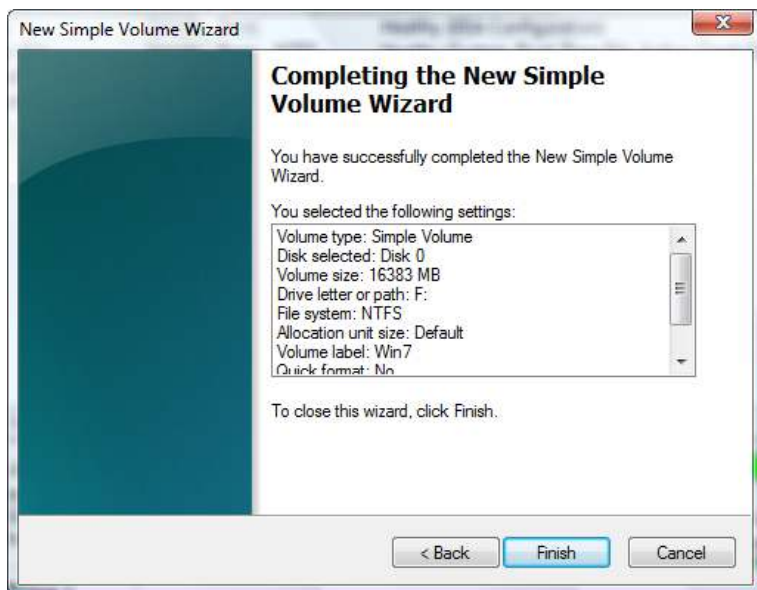 New Simple Volume Wizard
Completing the New Simple
Volume Wizard
You have successfully completed the New Simple Volume
Wizard.
You selected the following settings:
Volume type: Simple Volume
Disk selected: Disk 0
Volume size: 16383 MB
Drive letter or path: F:
File system: NTFS
Allocation unit size: Default
Volume label: Win7
Quick format: No
To close this wizard, click Finish.
< Back
Finish
Cancel